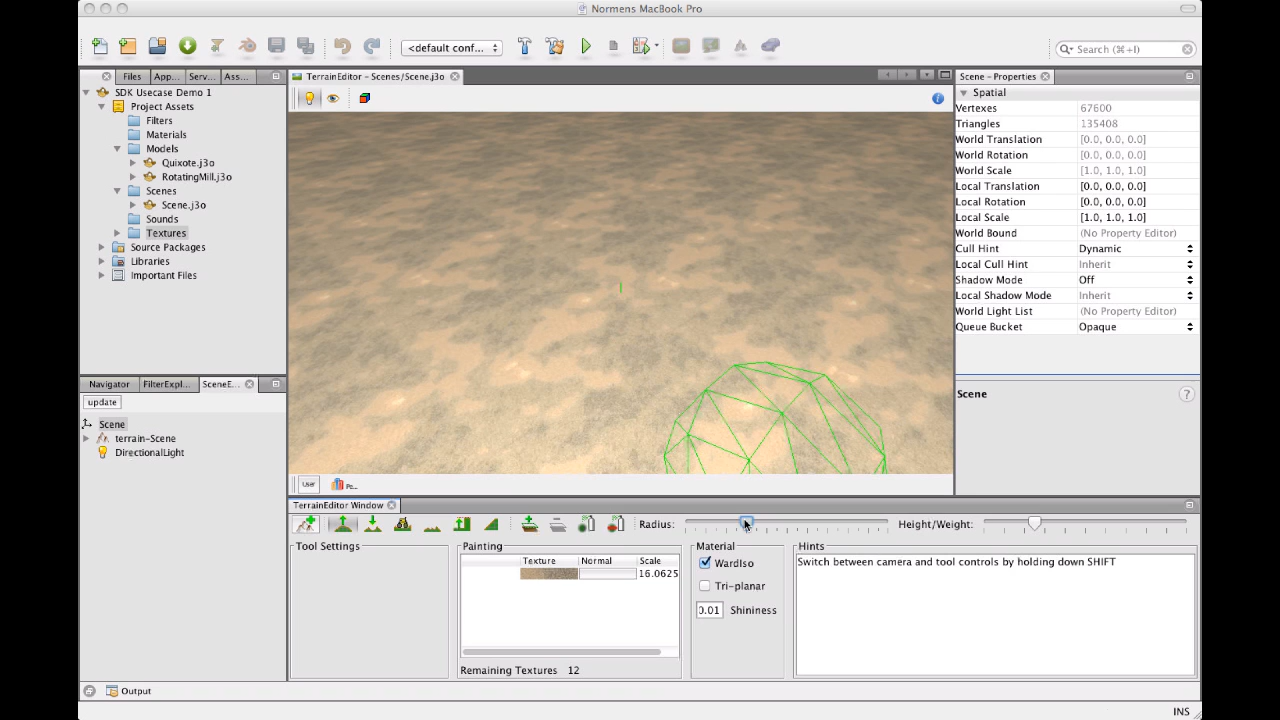 Normens MacBook Pro
<default conf...
Search (⌘+I)
Files
App...
Serv...
Ass...
TerrainEditor - Scenes/Scene.j3o
Scene - Properties
SDK Usecase Demo 1
Project Assets
Filters
Materials
Models
Quixote.j3o
RotatingMill.j3o
Scenes
Scene.j3o
Sounds
Textures
Source Packages
Libraries
Important Files
Spatial
Vertexes 67600
Triangles 135408
World Translation [0.0, 0.0, 0.0]
World Rotation [0.0, 0.0, 0.0]
World Scale [1.0, 1.0, 1.0]
Local Translation [0.0, 0.0, 0.0]
Local Rotation [0.0, 0.0, 0.0]
Local Scale [1.0, 1.0, 1.0]
World Bound (No Property Editor)
Cull Hint Dynamic
Local Cull Hint Inherit
Shadow Mode Off
Local Shadow Mode Inherit
World Light List (No Property Editor)
Queue Bucket Opaque
Scene
?
Navigator
FilterExpl...
SceneE...
update
Scene
terrain-Scene
DirectionalLight
User
Pe...
TerrainEditor Window
Radius:
Height/Weight:
Tool Settings
Painting
Texture Normal Scale
16.0625
Remaining Textures 12
Material
WardIso
Tri-planar
0.01 Shininess
Hints
Switch between camera and tool controls by holding down SHIFT
Output
INS